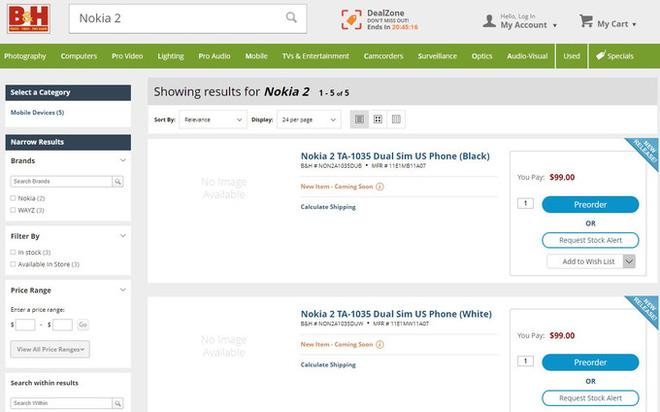 B&H
PHOTO - VIDEO - PRO AUDIO
Nokia 2
DealZone
DON'T MISS OUT!
Ends In 20:45:16
Hello, Log In
My Account
My Cart
Photography Computers Pro Video Lighting Pro Audio Mobile TVs & Entertainment Camcorders Surveillance Optics Audio-Visual Used Specials
Select a Category
Mobile Devices (5)
Narrow Results
Brands
Search Brands
Nokia (2)
WAYZ (3)
Filter By
In stock (3)
Available In Store (3)
Price Range
Enter a price range:
$ - $ Go
View All Price Ranges
Search within results
Search Within
Showing results for Nokia 2 1 - 5 of 5
Sort By: Relevance Display: 24 per page
No Image
Available
Nokia 2 TA-1035 Dual Sim US Phone (Black)
B&H # NON2A1035DUB • MFR # 11E1MB11A07
New Item - Coming Soon
Calculate Shipping
NEW
RELEASE!
You Pay: $99.00
1 Preorder
OR
Request Stock Alert
Add to Wish List
No Image
Available
Nokia 2 TA-1035 Dual Sim US Phone (White)
B&H # NON2A1035DUW • MFR # 11E1MW11A07
New Item - Coming Soon
Calculate Shipping
NEW
RELEASE!
You Pay: $99.00
1 Preorder
OR
Request Stock Alert